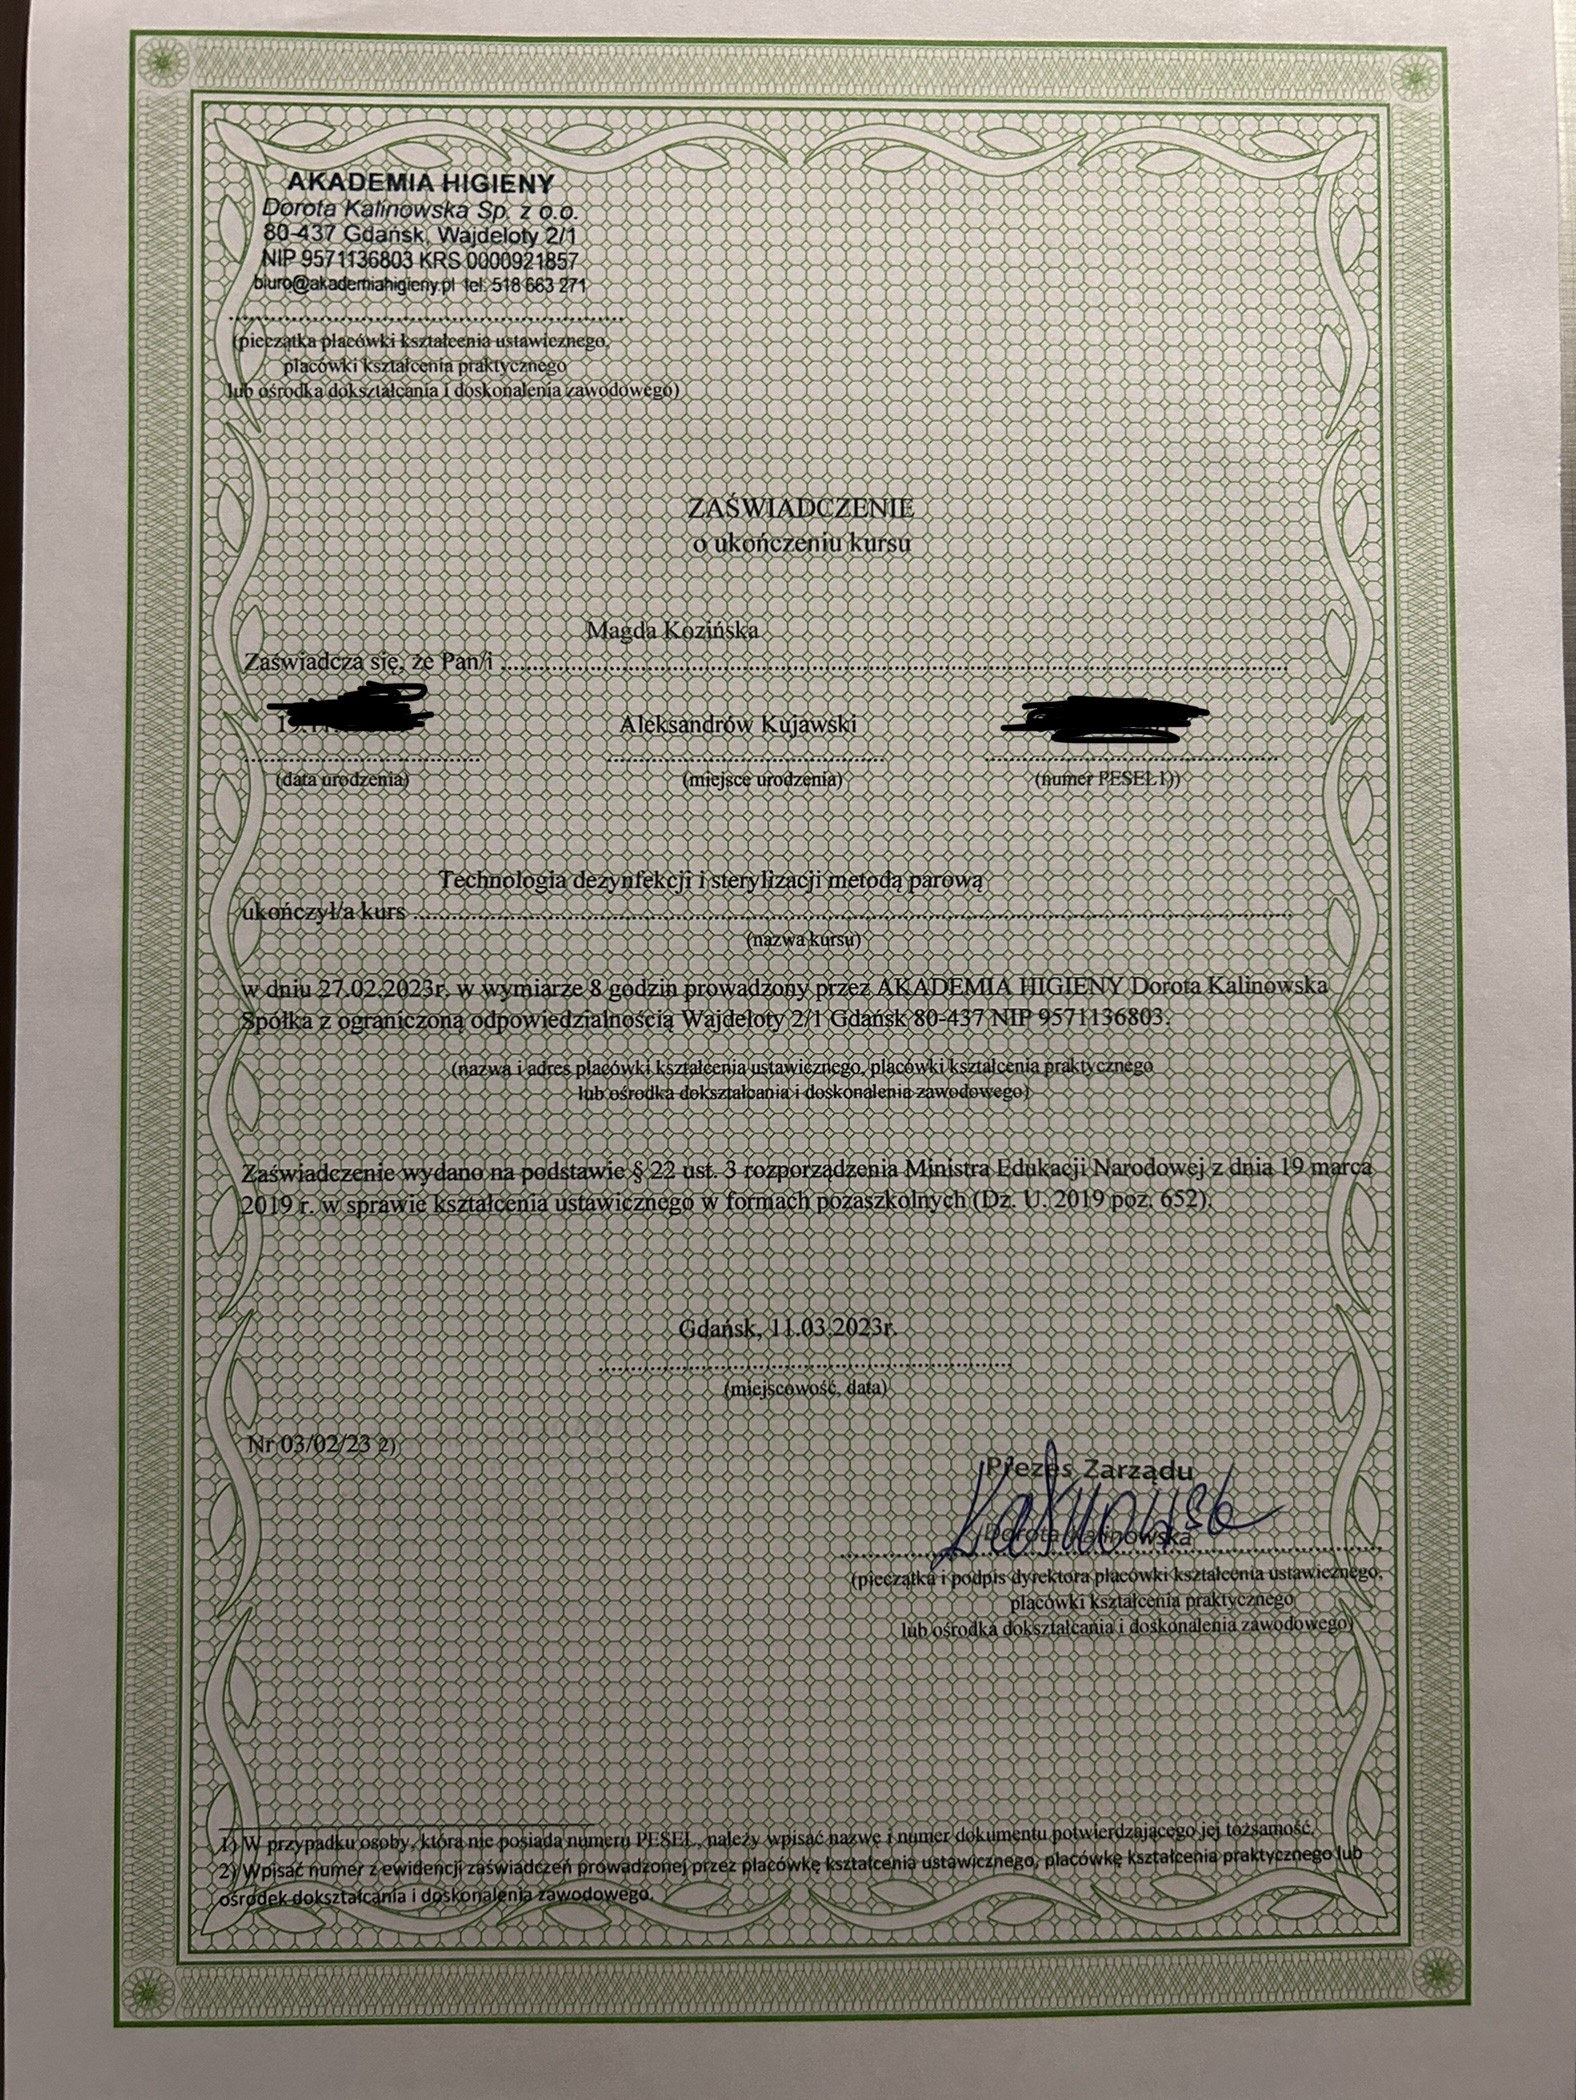 AKADEMIA HIGIENY
Dorota Kalinowska Sp. z o.o.
80-437 Gdańsk, Wajdeloty 2/1
NIP 9571136803 KRS 0000921857
biuro@akademiahigieny.pl tel. 518 663 271
(pieczątka placówki kształcenia ustawicznego,
placówki kształcenia praktycznego
lub ośrodka dokształcania i doskonalenia zawodowego)
ZAŚWIADCZENIE
o ukończeniu kursu
Magda Kozińska
Zaświadcza się, że Pan/i
Aleksandrów Kujawski
(data urodzenia) (miejsce urodzenia) (numer PESEL1))
Technologia dezynfekcji i sterylizacji metodą parową
ukończył/a kurs
(nazwa kursu)
w dniu 27.02.2023r. w wymiarze 8 godzin prowadzony przez AKADEMIA HIGIENY Dorota Kalinowska
Spółka z ograniczoną odpowiedzialnością Wajdeloty 2/1 Gdańsk 80-437 NIP 9571136803.
(nazwa i adres placówki kształcenia ustawicznego, placówki kształcenia praktycznego
lub ośrodka dokształcania i doskonalenia zawodowego)
Zaświadczenie wydano na podstawie § 22 ust. 3 rozporządzenia Ministra Edukacji Narodowej z dnia 19 marca
2019 r. w sprawie kształcenia ustawicznego w formach pozaszkolnych (Dz. U. 2019 poz. 652).
Gdańsk, 11.03.2023r.
(miejscowość, data)
Nr 03/02/23 2)
Prezes Zarządu
Dorota Kalinowska
(pieczątka i podpis dyrektora placówki kształcenia ustawicznego,
placówki kształcenia praktycznego
lub ośrodka dokształcania i doskonalenia zawodowego)
1) W przypadku osoby, która nie posiada numeru PESEL, należy wpisać nazwę i numer dokumentu potwierdzającego jej tożsamość.
2) Wpisać numer z ewidencji zaświadczeń prowadzonej przez placówkę kształcenia ustawicznego, placówkę kształcenia praktycznego lub
ośrodek dokształcania i doskonalenia zawodowego.